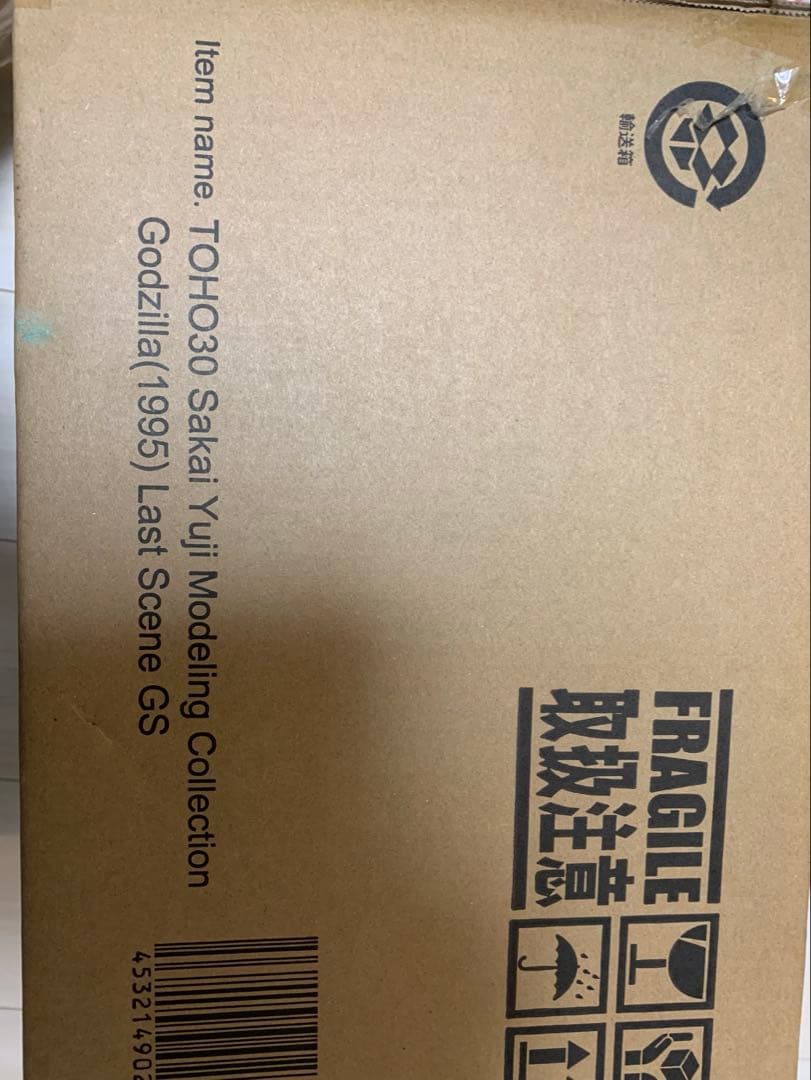 輸送箱
FRAGILE
取扱注意
Item name. TOHO30 Sakai Yuji Modeling Collection
Godzilla(1995) Last Scene GS
45321490